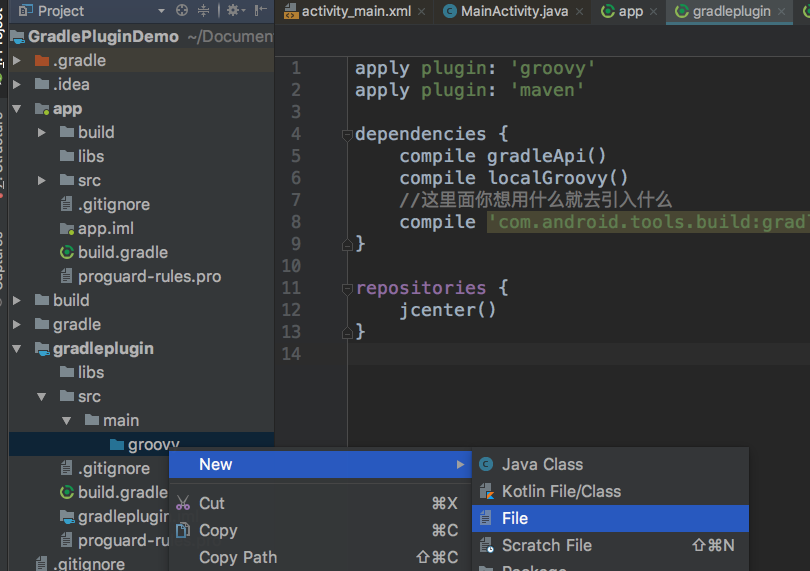 Project
activity_main.xml
MainActivity.java
app
gradleplugin
GradlePluginDemo ~/Documen
.gradle
.idea
app
build
libs
src
.gitignore
app.iml
build.gradle
proguard-rules.pro
build
gradle
gradleplugin
libs
src
main
groovy
.gitignore
build.gradle
gradleplugin
proguard-ru
.gitignore
1 apply plugin: 'groovy'
2 apply plugin: 'maven'
3
4 dependencies {
5 compile gradleApi()
6 compile localGroovy()
7 //这里面你想用什么就去引入什么
8 compile 'com.android.tools.build:gradl
9 }
10
11 repositories {
12 jcenter()
13 }
14
New
Cut ⌘X
Copy ⌘C
Copy Path ⇧⌘C
Java Class
Kotlin File/Class
File
Scratch File ⇧⌘N
Package